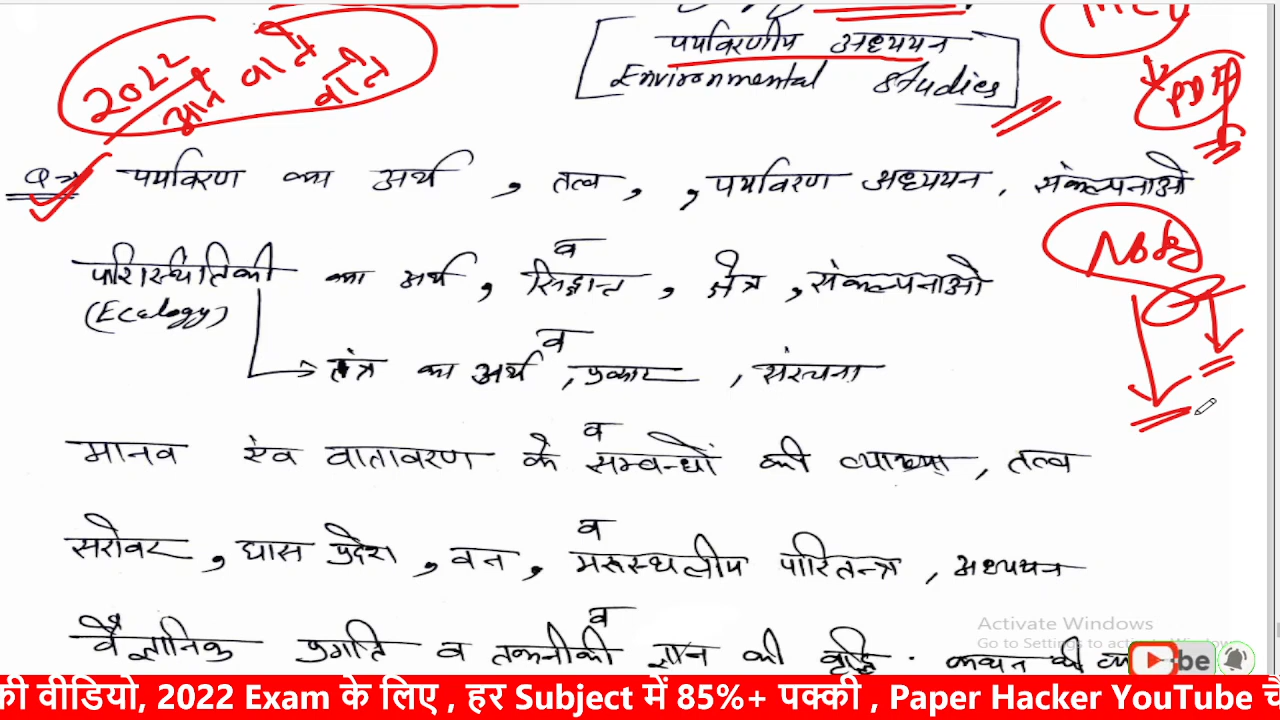 पर्यावरणीय अध्ययन
Environmental Studies
2022
आने वाले
वाले
PDF
पर्यावरण का अर्थ, तत्व, , पर्यावरण अध्ययन, संकल्पनाओ
Notes
व
पारिस्थितिकी का अर्थ, सिद्धान्त, क्षेत्र, संकल्पनाओ
(Ecology)
व
तंत्र का अर्थ, प्रकार, संरचना
व
मानव एंव वातावरण के सम्बन्धों की व्याख्या, तत्व
व
सरोवर, घास प्रदेश, वन, मरूस्थलीय पारितन्त्र, अध्ययन
व
वैज्ञानिक प्रगति व तकनीकी ज्ञान की वृद्धि . कथन की
Activate Windows
Go to Settings to activate Windows.
be
की वीडियो, 2022 Exam के लिए , हर Subject में 85%+ पक्की , Paper Hacker YouTube चै